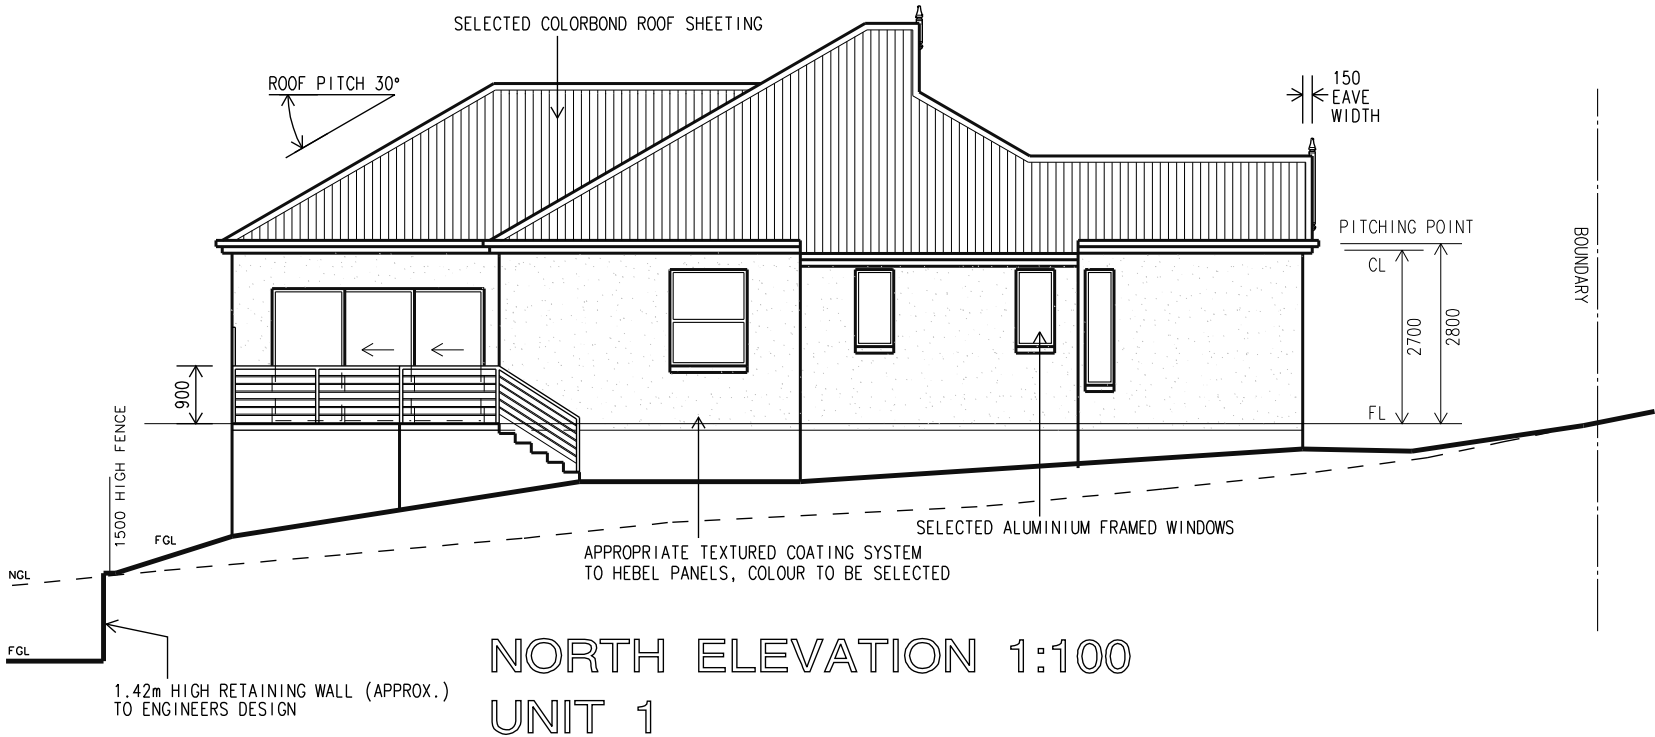 SELECTED COLORBOND ROOF SHEETING
ROOF PITCH 30°
150
EAVE
WIDTH
PITCHING POINT
CL
BOUNDARY
2700
2800
900
FL
1500 HIGH FENCE
FGL
NGL
SELECTED ALUMINIUM FRAMED WINDOWS
APPROPRIATE TEXTURED COATING SYSTEM
TO HEBEL PANELS, COLOUR TO BE SELECTED
FGL
1.42m HIGH RETAINING WALL (APPROX.)
TO ENGINEERS DESIGN
NORTH ELEVATION 1:100
UNIT 1